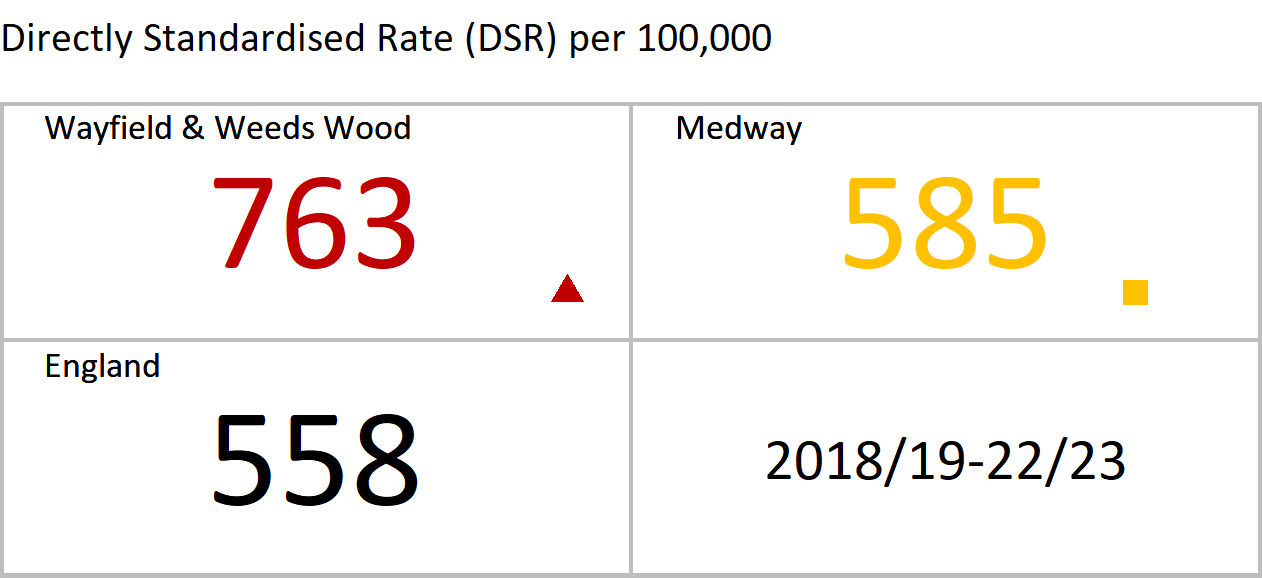 Directly Standardised Rate (DSR) per 100,000
Wayfield & Weeds Wood
763
Medway
585
England
558
2018/19-22/23